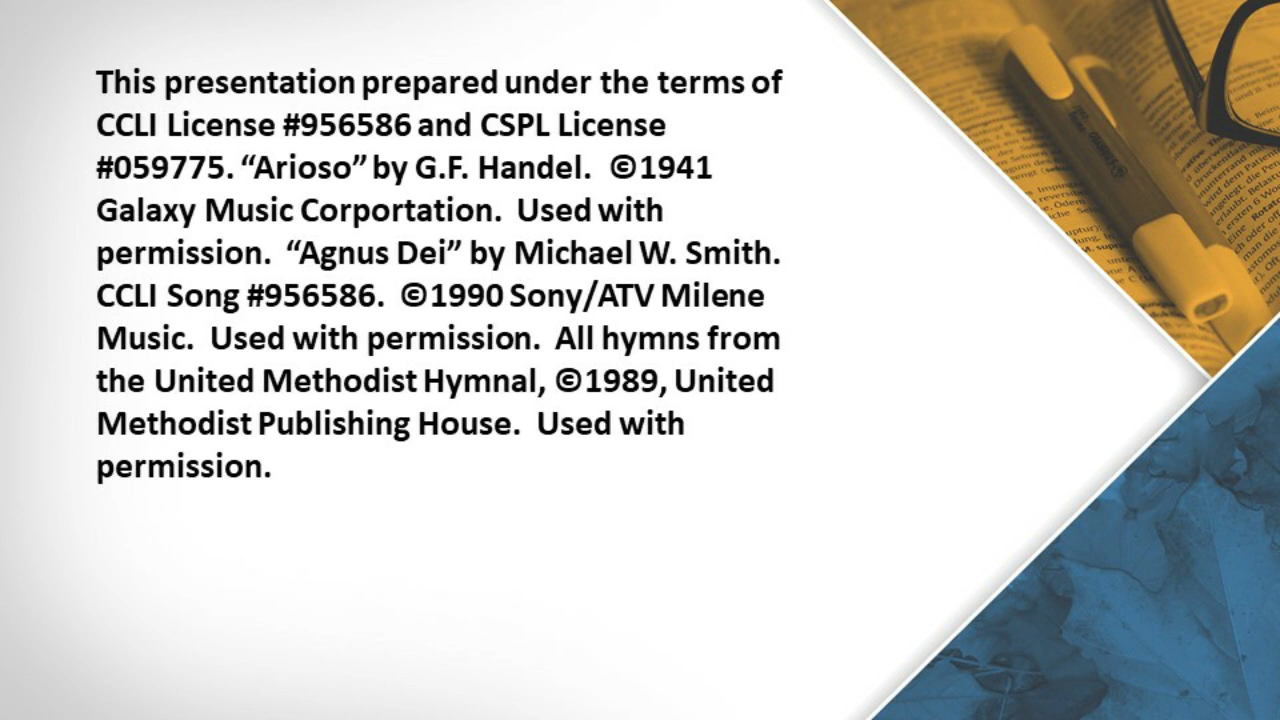 This presentation prepared under the terms of
CCLI License #956586 and CSPL License
#059775. “Arioso” by G.F. Handel.  ©1941
Galaxy Music Corportation.  Used with
permission.  “Agnus Dei” by Michael W. Smith.
CCLI Song #956586.  ©1990 Sony/ATV Milene
Music.  Used with permission.  All hymns from
the United Methodist Hymnal, ©1989, United
Methodist Publishing House.  Used with
permission.